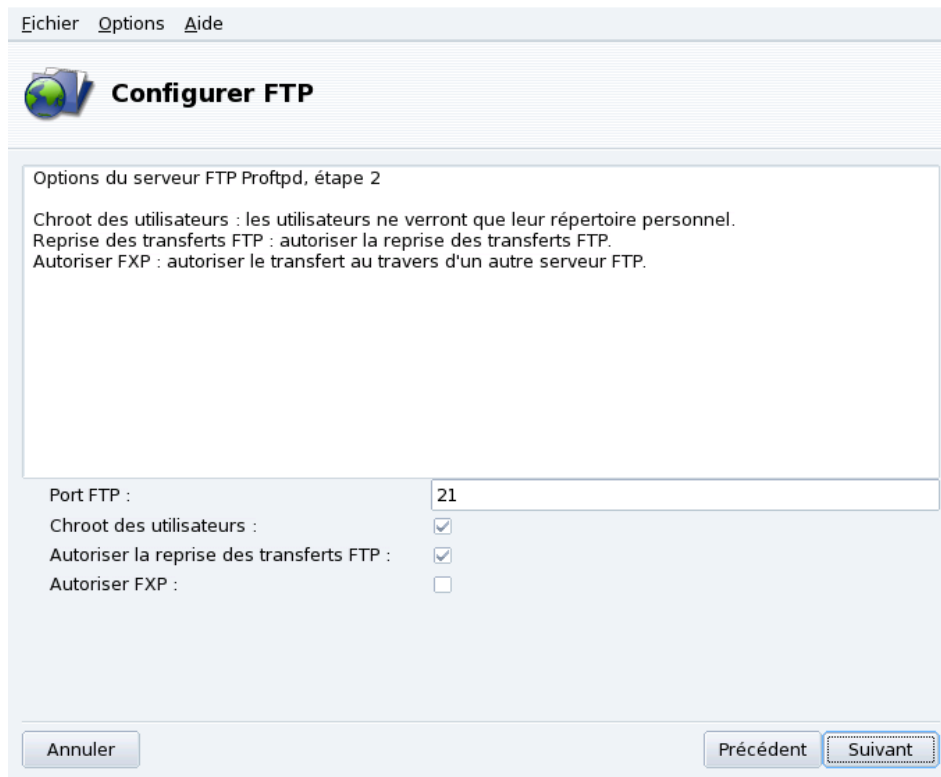 Fichier Options Aide
Configurer FTP
Options du serveur FTP Proftpd, étape 2
Chroot des utilisateurs : les utilisateurs ne verront que leur répertoire personnel.
Reprise des transferts FTP : autoriser la reprise des transferts FTP.
Autoriser FXP : autoriser le transfert au travers d'un autre serveur FTP.
Port FTP : 21
Chroot des utilisateurs :
Autoriser la reprise des transferts FTP :
Autoriser FXP :
Annuler Précédent Suivant